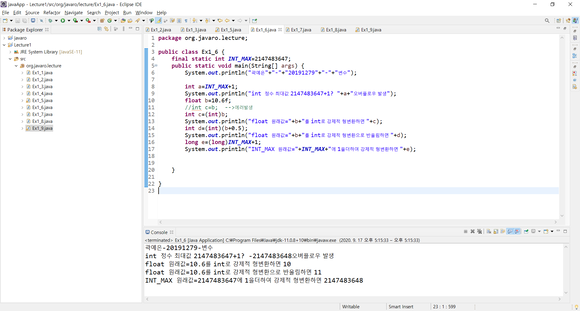 javaApp - Lecture1/src/org/javaro/lecture/Ex1_6.java - Eclipse IDE
File Edit Source Refactor Navigate Search Project Run Window Help
Package Explorer
javaro
Lecture1
JRE System Library [JavaSE-11]
src
org.javaro.lecture
Ex1_1.java
Ex1_2.java
Ex1_3.java
Ex1_4.java
Ex1_5.java
Ex1_6.java
Ex1_7.java
Ex1_8.java
Ex1_9.java
Ex1_2.java Ex1_3.java Ex1_5.java Ex1_6.java Ex1_7.java Ex1_4.java Ex1_8.java Ex1_9.java
1 package org.javaro.lecture;
2
3 public class Ex1_6 {
4 final static int INT_MAX=2147483647;
5 public static void main(String[] args) {
6 System.out.println("곽예은"+"-"+"20191279"+"-"+"변수");
7
8 int a=INT_MAX+1;
9 System.out.println("int 정수 최대값 2147483647+1? "+a+"오버플로우 발생");
10 float b=10.6f;
11 //int c=b; -->에러발생
12 int c=(int)b;
13 System.out.println("float 원래값="+b+"를 int로 강제적 형변환하면 "+c);
14 int d=(int)(b+0.5);
15 System.out.println("float 원래값="+b+"를 int로 강제적 형변환으로 반올림하면 "+d);
16 long e=(long)INT_MAX+1;
17 System.out.println("INT_MAX 원래값="+INT_MAX+"에 1을더하여 강제적 형변환하면 "+e);
18
19
20 }
21
22 }
23
Console
<terminated> Ex1_6 [Java Application] C:\Program Files\Java\jdk-11.0.8+10\bin\javaw.exe (2020. 9. 17. 오후 5:15:33 – 5:15:33)
곽예은-20191279-변수
int 정수 최대값 2147483647+1? -2147483648오버플로우 발생
float 원래값=10.6를 int로 강제적 형변환하면 10
float 원래값=10.6를 int로 강제적 형변환으로 반올림하면 11
INT_MAX 원래값=2147483647에 1을더하여 강제적 형변환하면 2147483648
Writable Smart Insert 23 : 1 : 599